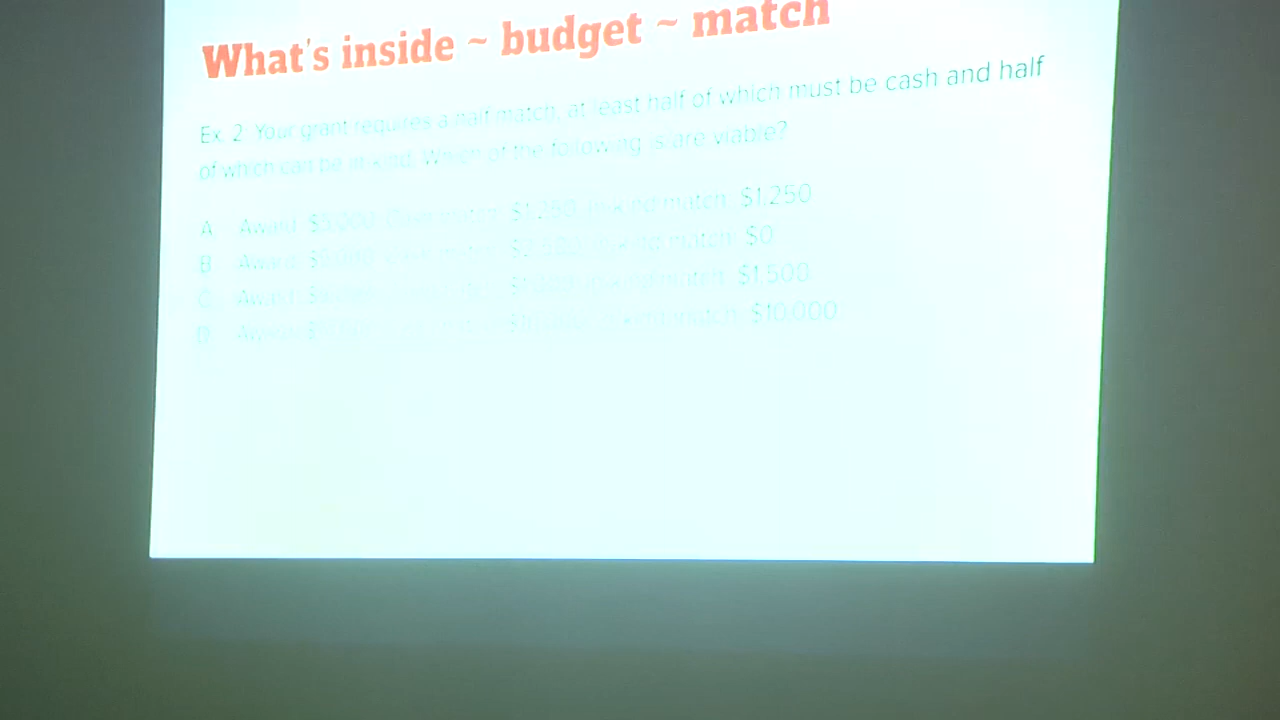 What's inside ~ budget ~ match
Ex. 2 Your grant requires a half match, at least half of which must be cash and half
of which can be in-kind. Which of the following is/are viable?
A. Award: $5,000 Cash match: $1,250 In-kind match: $1,250
B. Award: $5,000 match: $2,500 In-kind match: $0
C. Award: In-kind match: $1,500
D. In-kind match: $10,000